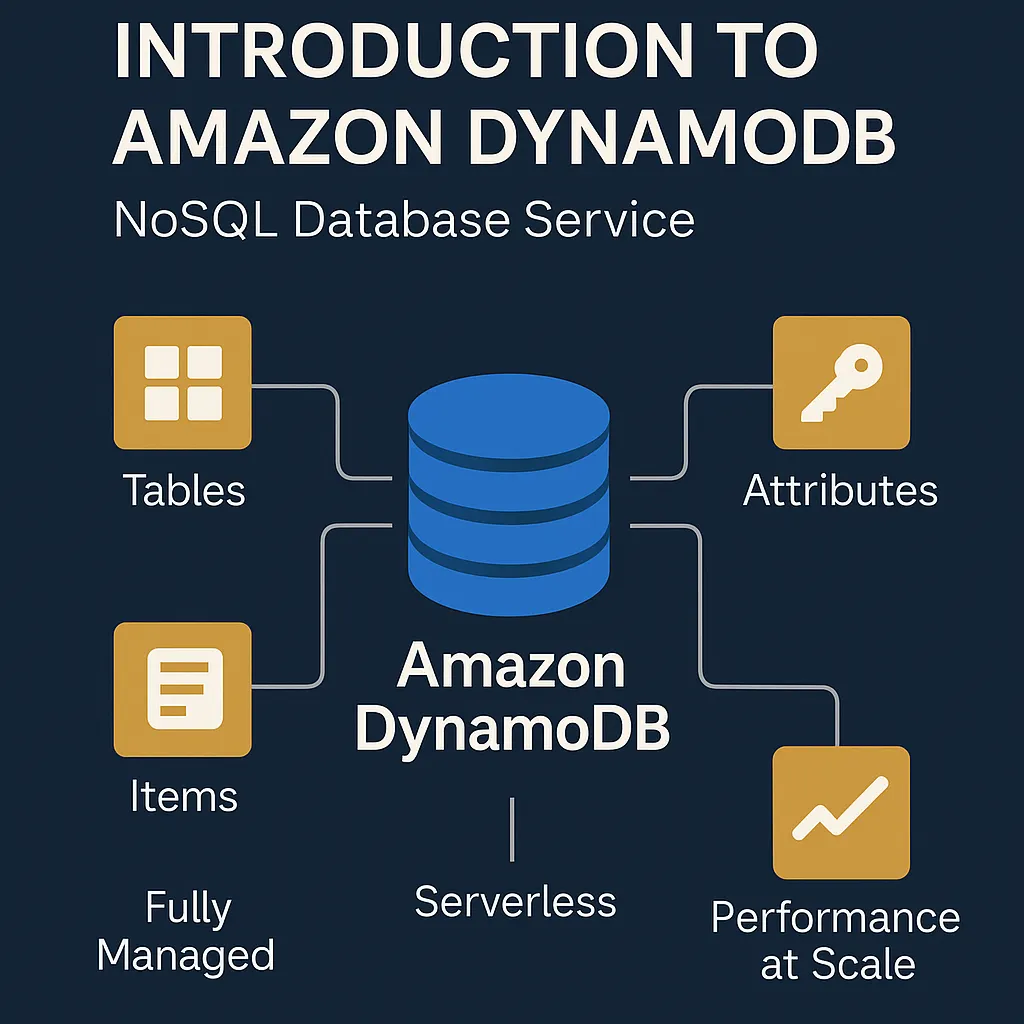 INTRODUCTION TO
AMAZON DYNAMODB
NoSQL Database Service
Tables
Attributes
Amazon
DynamoDB
Items
Fully
Managed
Serverless
Performance
at Scale